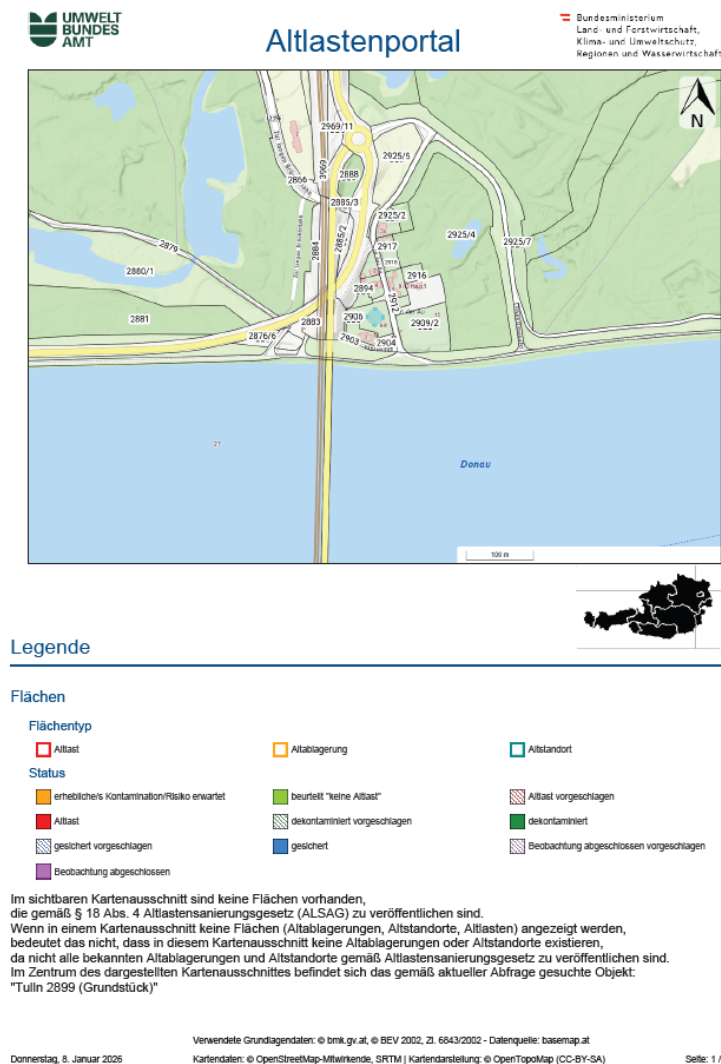 UMWELT
BUNDES
AMT
Altlastenportal
Bundesministerium
Land- und Forstwirtschaft,
Klima- und Umweltschutz,
Regionen und Wasserwirtschaft
N
2969/11
3969
2925/5
2866
2888
2885/3
2925/2
2885/2
2884
2917
2925/4
2925/7
2879
2918
2880/1
2916
2894
2912
2881
2883
2906
2909/2
2876/6
2903
2904
27
Donau
100 m
Legende
Flächen
Flächentyp
Altlast
Altablagerung
Altstandort
Status
erhebliche/s Kontamination/Risiko erwartet
beurteilt "keine Altlast"
Altlast vorgeschlagen
Altlast
dekontaminiert vorgeschlagen
dekontaminiert
gesichert vorgeschlagen
gesichert
Beobachtung abgeschlossen vorgeschlagen
Beobachtung abgeschlossen
Im sichtbaren Kartenausschnitt sind keine Flächen vorhanden,
die gemäß § 18 Abs. 4 Altlastensanierungsgesetz (ALSAG) zu veröffentlichen sind.
Wenn in einem Kartenausschnitt keine Flächen (Altablagerungen, Altstandorte, Altlasten) angezeigt werden,
bedeutet das nicht, dass in diesem Kartenausschnitt keine Altablagerungen oder Altstandorte existieren,
da nicht alle bekannten Altablagerungen und Altstandorte gemäß Altlastensanierungsgesetz zu veröffentlichen sind.
Im Zentrum des dargestellten Kartenausschnittes befindet sich das gemäß aktueller Abfrage gesuchte Objekt:
"Tulln 2899 (Grundstück)"
Verwendete Grundlagendaten: © bmk.gv.at, © BEV 2002, Zl. 6843/2002 - Datenquelle: basemap.at
Donnerstag, 8. Januar 2026
Kartendaten: © OpenStreetMap-Mitwirkende, SRTM | Kartendarstellung: © OpenTopoMap (CC-BY-SA)
Seite: 1 /